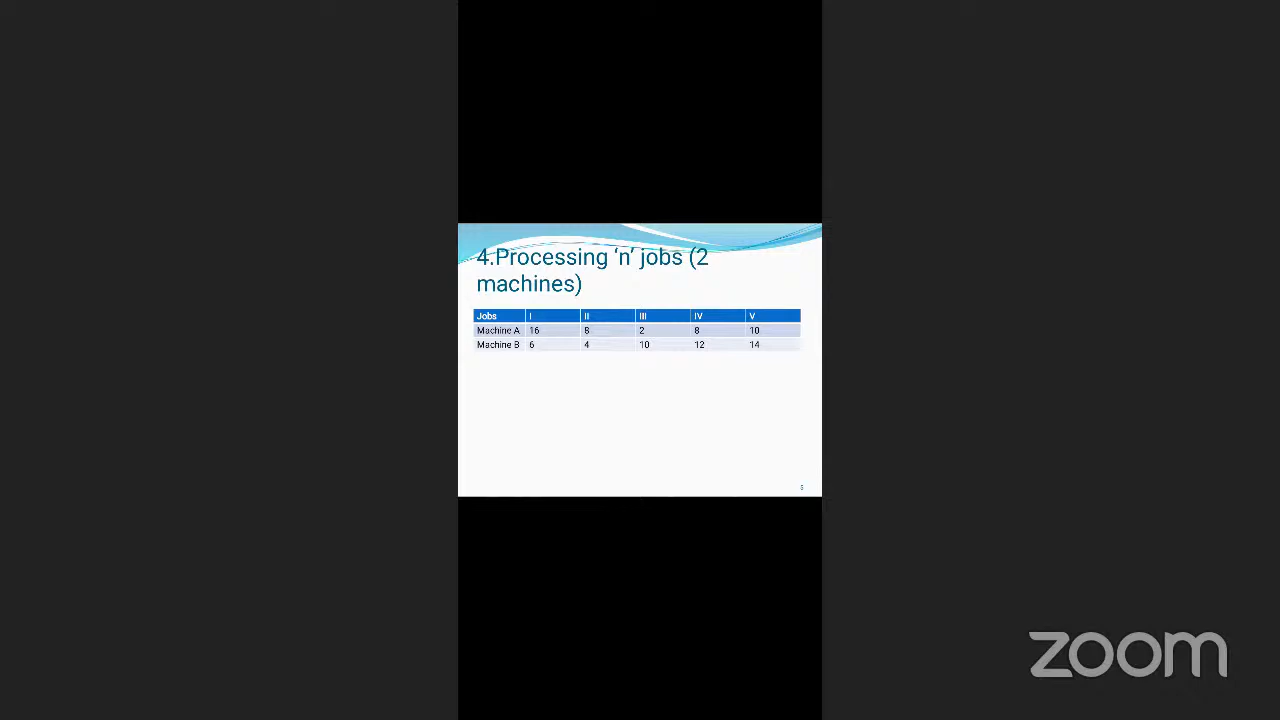 4.Processing ‘n’ jobs (2
machines)
Jobs I II III IV V
Machine A 16 8 2 8 10
Machine B 6 4 10 12 14
zoom